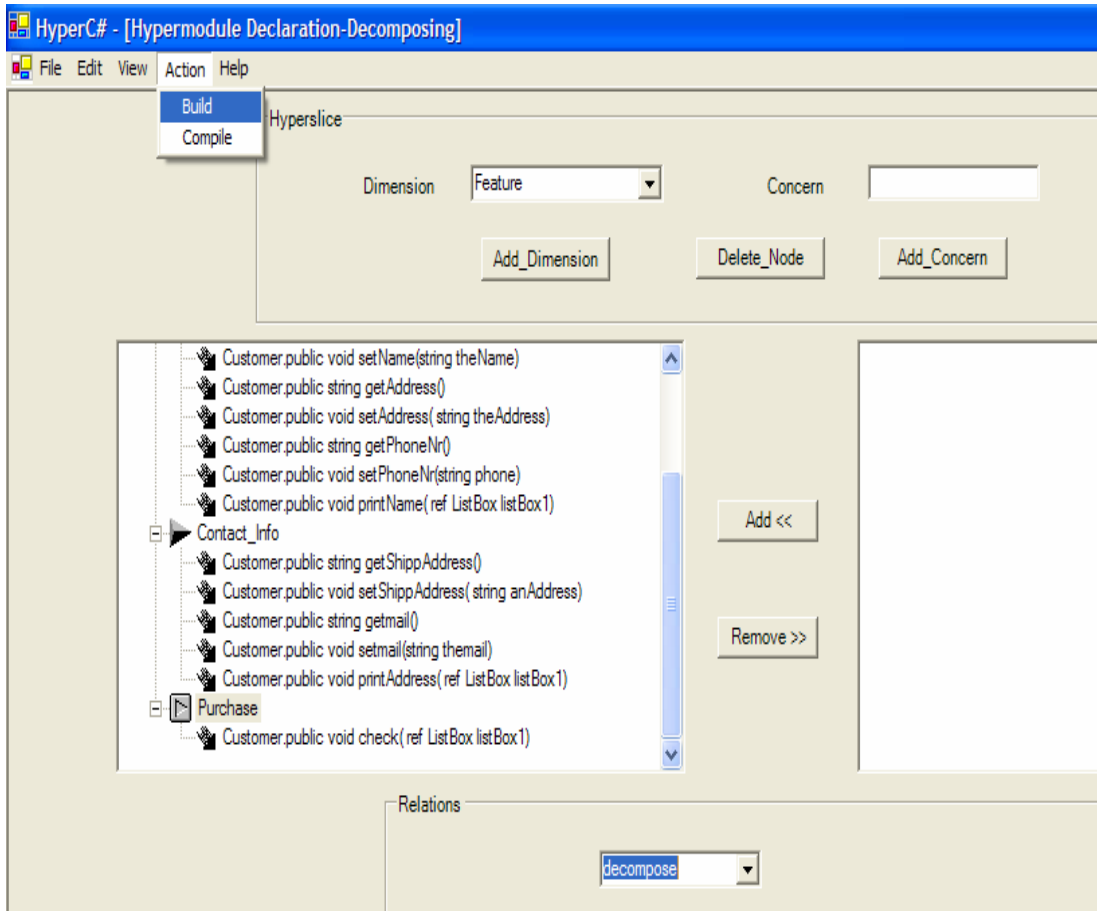 HyperC# - [Hypermodule Declaration-Decomposing]
File Edit View Action Help
Build
Compile
Hyperslice
Dimension Feature Concern
Add_Dimension Delete_Node Add_Concern
Customer.public void setName(string theName)
Customer.public string getAddress()
Customer.public void setAddress( string theAddress)
Customer.public string getPhoneNr()
Customer.public void setPhoneNr(string phone)
Customer.public void printName( ref ListBox listBox1)
Add <<
Contact_Info
Customer.public string getShippAddress()
Customer.public void setShippAddress( string anAddress)
Customer.public string getmail()
Customer.public void setmail(string themail)
Remove >>
Customer.public void printAddress( ref ListBox listBox1)
Purchase
Customer.public void check( ref ListBox listBox1)
Relations
decompose